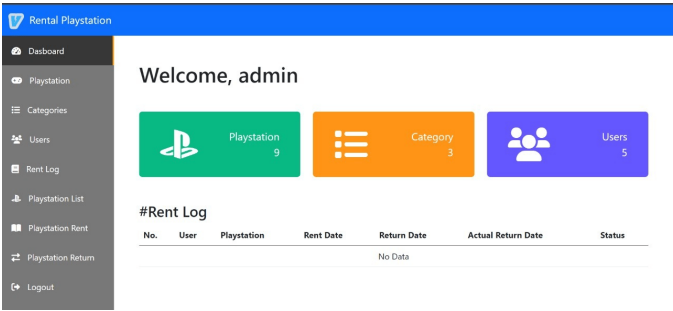 Rental Playstation
Dasboard
Playstation
Categories
Users
Rent Log
Playstation List
Playstation Rent
Playstation Return
Logout
Welcome, admin
Playstation
9
Category
3
Users
5
#Rent Log
No. User Playstation Rent Date Return Date Actual Return Date Status
No Data